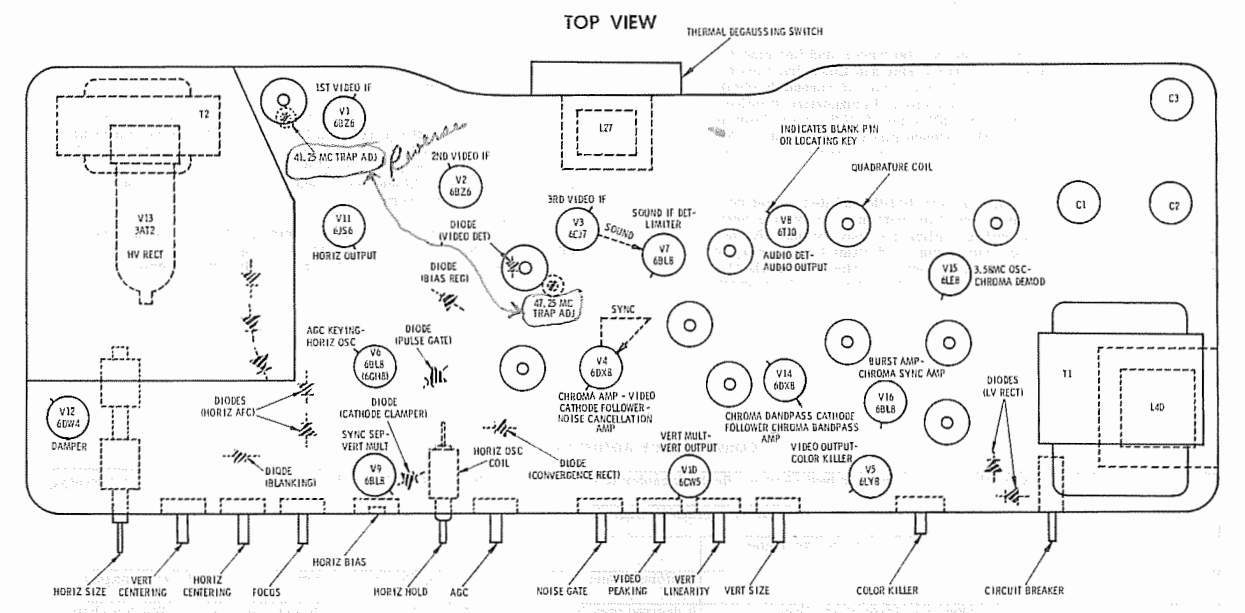 TOP VIEW
THERMAL DEGAUSSING SWITCH
T2
1ST VIDEO IF
V1
6BZ6
41.25 MC TRAP ADJ
Reverse
2ND VIDEO IF
V2
6BZ6
L27
INDICATES BLANK PIN
OR LOCATING KEY
QUADRATURE COIL
C3
C1
C2
V13
3AT2
HV RECT
V11
6JS6
HORIZ OUTPUT
DIODE
(VIDEO DET)
DIODE
(BIAS REG)
3RD VIDEO IF
V3
6EJ7
SOUND
SOUND IF DET-
LIMITER
V7
6BL8
V8
6T10
AUDIO DET-
AUDIO OUTPUT
V15
6LE8
3.58MC OSC-
CHROMA DEMOD
47.25 MC
TRAP ADJ
SYNC
AGC KEYING-
HORIZ OSC
V6
6BL8
(6GH8)
DIODE
(PULSE GATE)
V4
6DX8
CHROMA AMP - VIDEO
CATHODE FOLLOWER-
NOISE CANCELLATION
AMP
V14
6DX8
CHROMA BANDPASS CATHODE
FOLLOWER CHROMA BANDPASS
AMP
BURST AMP-
CHROMA SYNC AMP
V16
6BL8
DIODES
(LV RECT)
T1
L40
V12
6DW4
DAMPER
DIODES
(HORIZ AFC)
DIODE
(CATHODE CLAMPER)
SYNC SEP-
VERT MULT
V9
6BL8
DIODE
(BLANKING)
HORIZ OSC
COIL
DIODE
(CONVERGENCE RECT)
VERT MULT-
VERT OUTPUT
V10
6CW5
VIDEO OUTPUT-
COLOR KILLER
V5
6LY8
HORIZ SIZE
VERT
CENTERING
HORIZ
CENTERING
FOCUS
HORIZ BIAS
HORIZ HOLD
AGC
NOISE GATE
VIDEO
PEAKING
VERT
LINEARITY
VERT SIZE
COLOR KILLER
CIRCUIT BREAKER